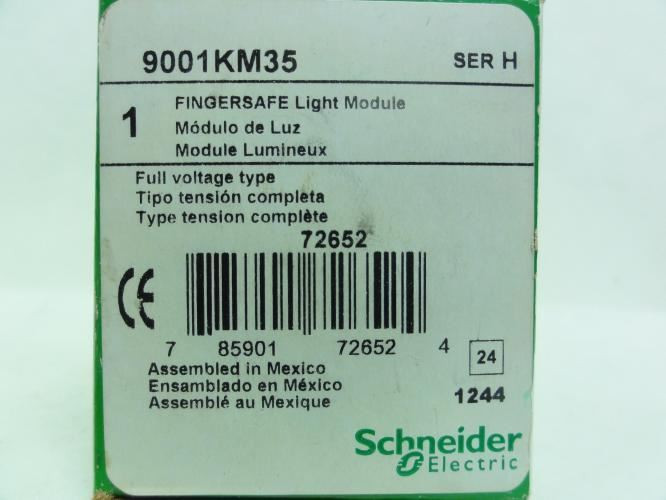 9001KM35 SER H
1 FINGERSAFE Light Module
Módulo de Luz
Module Lumineux
Full voltage type
Tipo tensión completa
Type tension complète
72652
CE
7 85901 72652 4
24
Assembled in Mexico
Ensamblado en México
Assemblé au Mexique
1244
Schneider
Electric